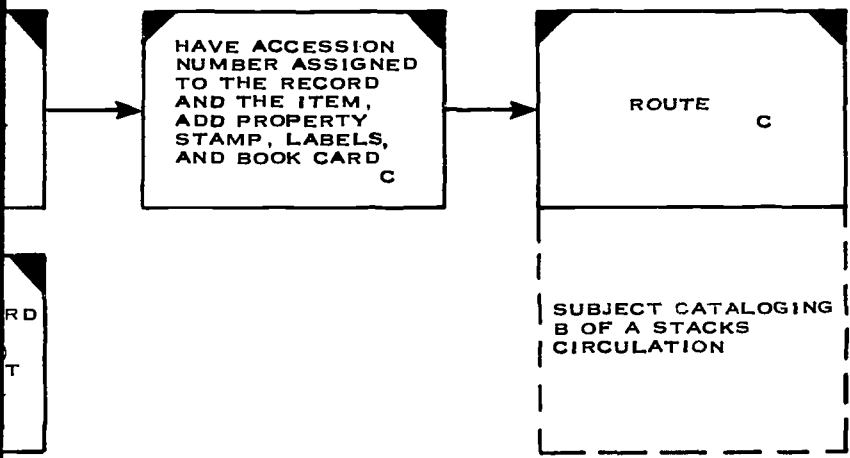 HAVE ACCESSION
NUMBER ASSIGNED
TO THE RECORD
AND THE ITEM,
ADD PROPERTY
STAMP, LABELS,
AND BOOK CARD
C
ROUTE
C
RD
T
SUBJECT CATALOGING
B OF A STACKS
CIRCULATION